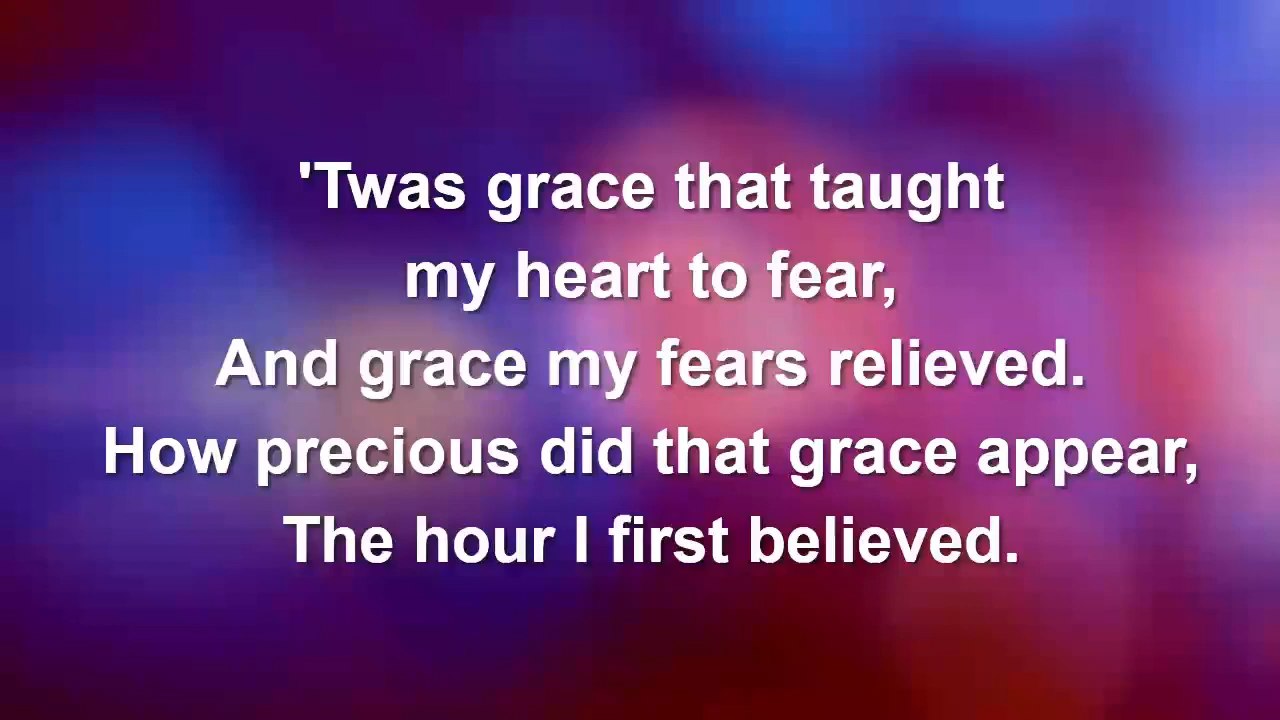 'Twas grace that taught
my heart to fear,
And grace my fears relieved.
How precious did that grace appear,
The hour I first believed.